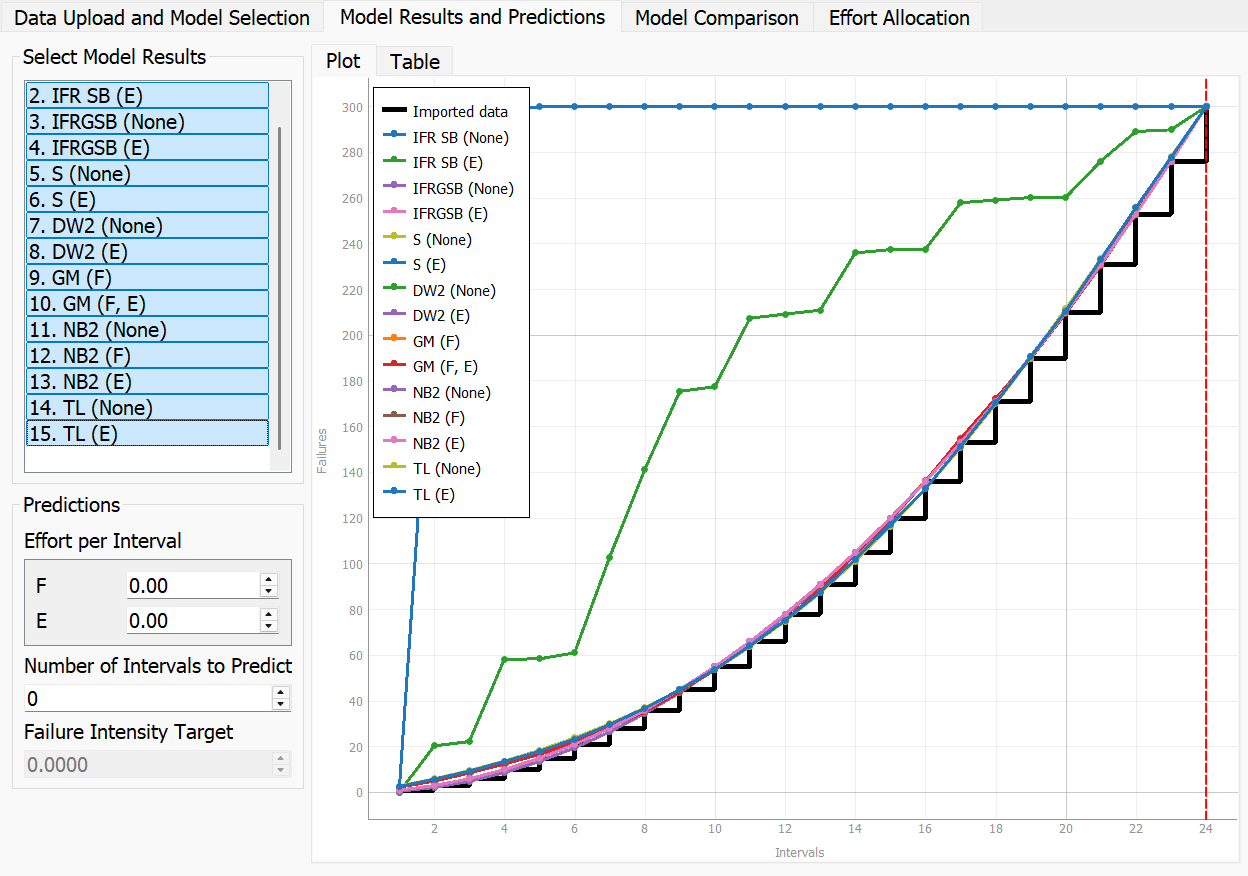 Data Upload and Model Selection
Model Results and Predictions
Model Comparison
Effort Allocation
Select Model Results
2. IFR SB (E)
3. IFRGSB (None)
4. IFRGSB (E)
5. S (None)
6. S (E)
7. DW2 (None)
8. DW2 (E)
9. GM (F)
10. GM (F, E)
11. NB2 (None)
12. NB2 (F)
13. NB2 (E)
14. TL (None)
15. TL (E)
Predictions
Effort per Interval
F 0.00
E 0.00
Number of Intervals to Predict
0
Failure Intensity Target
0.0000
Plot
Table
Imported data
IFR SB (None)
IFR SB (E)
IFRGSB (None)
IFRGSB (E)
S (None)
S (E)
DW2 (None)
DW2 (E)
GM (F)
GM (F, E)
NB2 (None)
NB2 (F)
NB2 (E)
TL (None)
TL (E)
Failures
300
280
260
240
220
200
180
160
140
120
100
80
60
40
20
0
2 4 6 8 10 12 14 16 18 20 22 24
Intervals